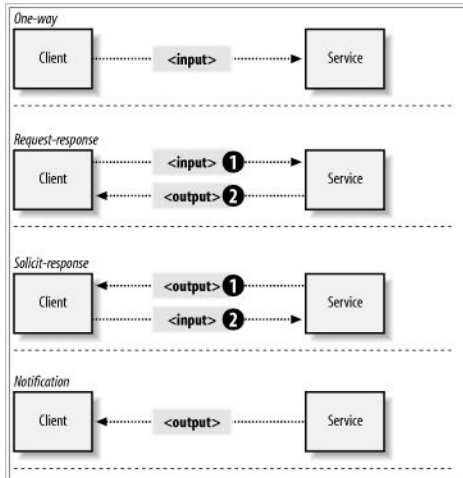 One-way
Client <input> Service
Request-response
<input> 1
Client Service
<output> 2
Solicit-response
<output> 1
Client Service
<input> 2
Notification
Client <output> Service